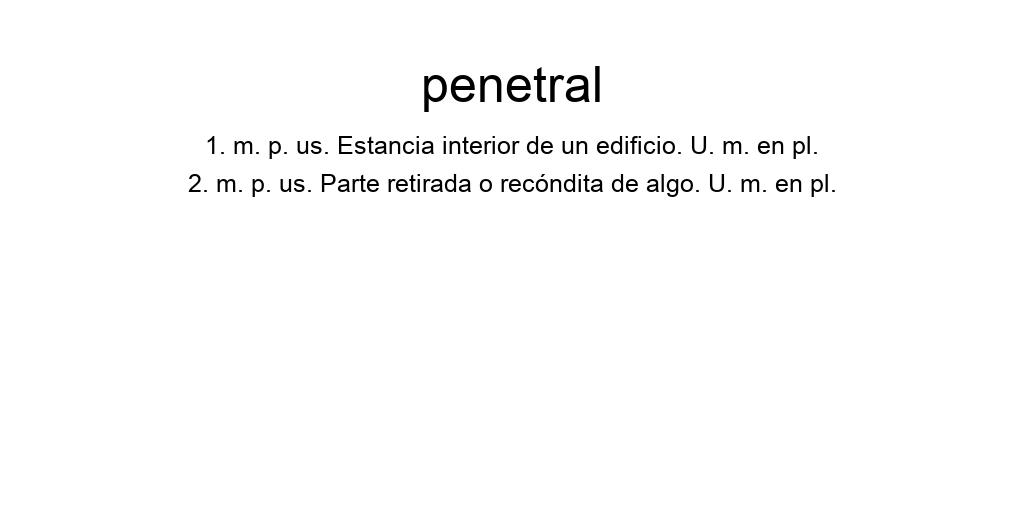 penetral
1. m. p. us. Estancia interior de un edificio. U. m. en pl.
2. m. p. us. Parte retirada o recóndita de algo. U. m. en pl.